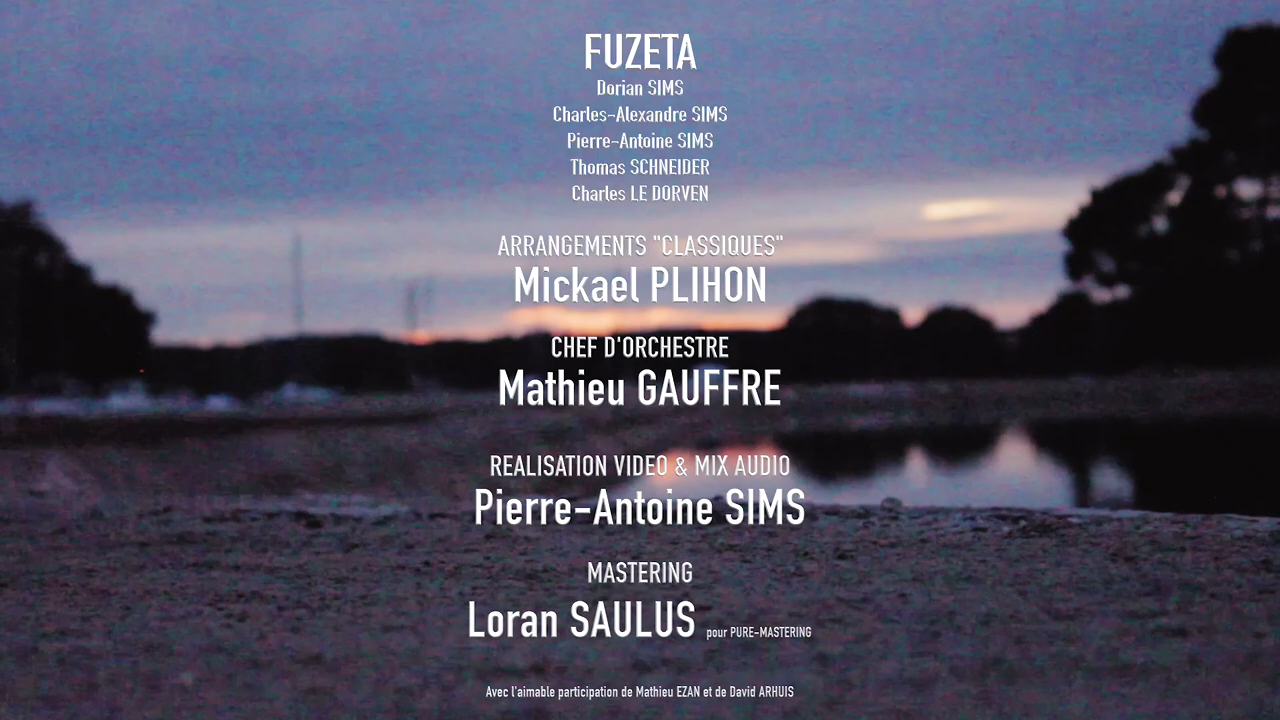 FUZETA
Dorian SIMS
Charles-Alexandre SIMS
Pierre-Antoine SIMS
Thomas SCHNEIDER
Charles LE DORVEN
ARRANGEMENTS "CLASSIQUES"
Mickael PLIHON
CHEF D'ORCHESTRE
Mathieu GAUFFRE
REALISATION VIDEO & MIX AUDIO
Pierre-Antoine SIMS
MASTERING
Loran SAULUS pour PURE-MASTERING
Avec l'aimable participation de Mathieu EZAN et de David ARHUIS